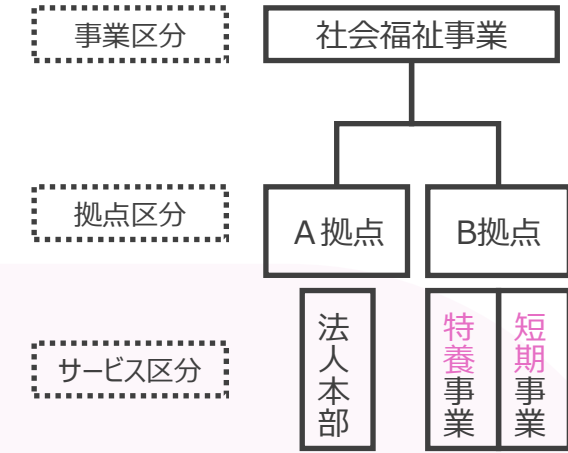 事業区分
社会福祉事業
拠点区分
A拠点
B拠点
サービス区分
法人本部
特養事業
短期事業